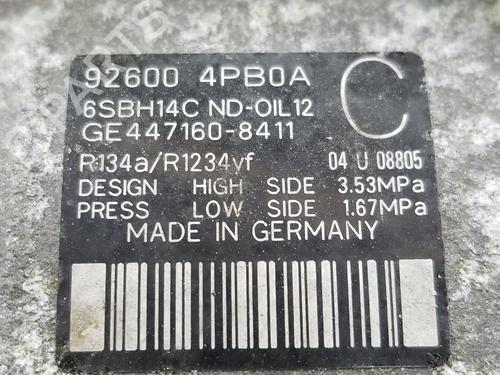 92600 4PB0A C
6SBH14C ND-OIL12
GE447160-8411
R134a/R1234yf 04 U 08805
DESIGN HIGH SIDE 3.53MPa
PRESS LOW SIDE 1.67MPa
MADE IN GERMANY